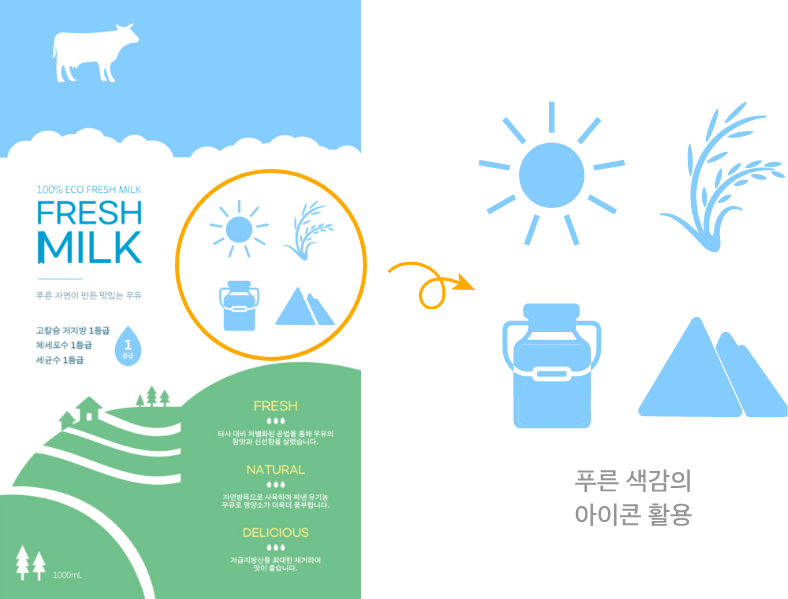 100% ECO FRESH MILK
FRESH
MILK
푸른 자연이 만든 맛있는 우유
고칼슘 저지방 1등급
체세포수 1등급
세균수 1등급
1
등급
FRESH
타사 대비 차별화된 공법을 통해 우유의
참맛과 신선함을 살렸습니다.
NATURAL
자연방목으로 사육하여 짜낸 유기농
우유로 영양소가 더욱더 풍부합니다.
DELICIOUS
저급지방산을 최대한 제거하여
맛이 좋습니다.
1000mL
푸른 색감의
아이콘 활용